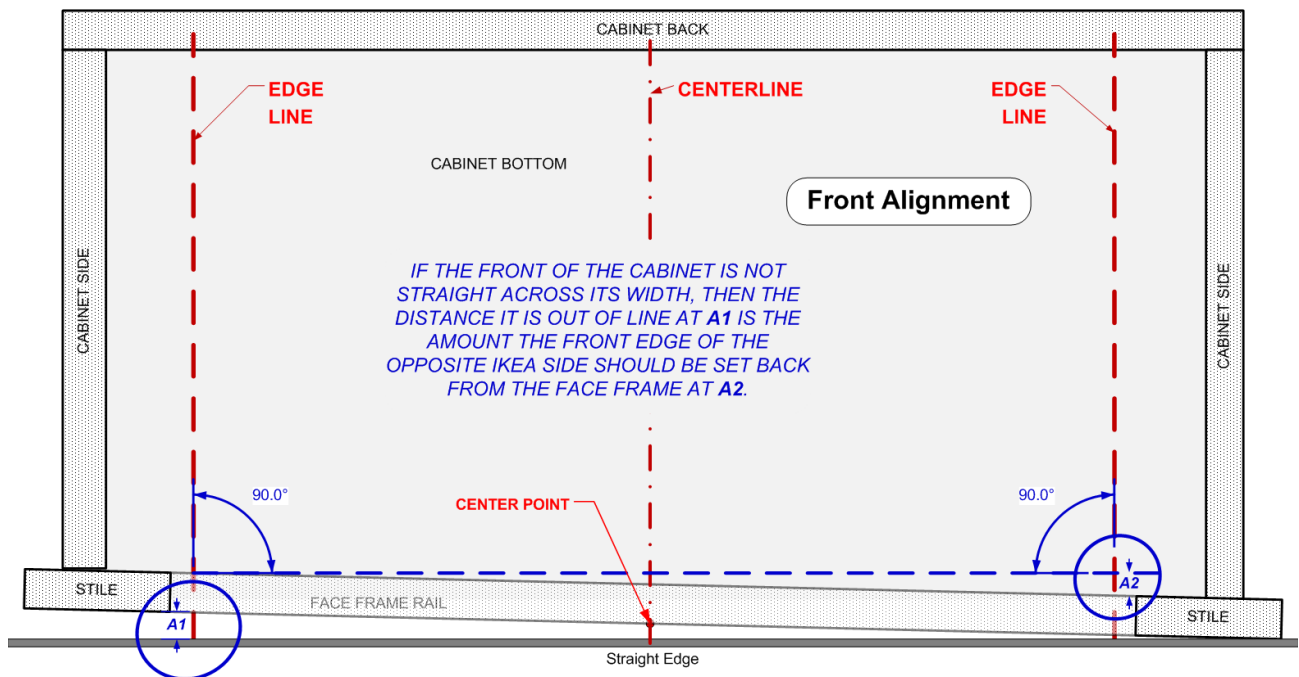 CABINET BACK
EDGE
LINE
CENTERLINE
EDGE
LINE
CABINET BOTTOM
Front Alignment
CABINET SIDE
CABINET SIDE
IF THE FRONT OF THE CABINET IS NOT
STRAIGHT ACROSS ITS WIDTH, THEN THE
DISTANCE IT IS OUT OF LINE AT A1 IS THE
AMOUNT THE FRONT EDGE OF THE
OPPOSITE IKEA SIDE SHOULD BE SET BACK
FROM THE FACE FRAME AT A2.
90.0°
CENTER POINT
90.0°
STILE
FACE FRAME RAIL
A2
A1
STILE
Straight Edge